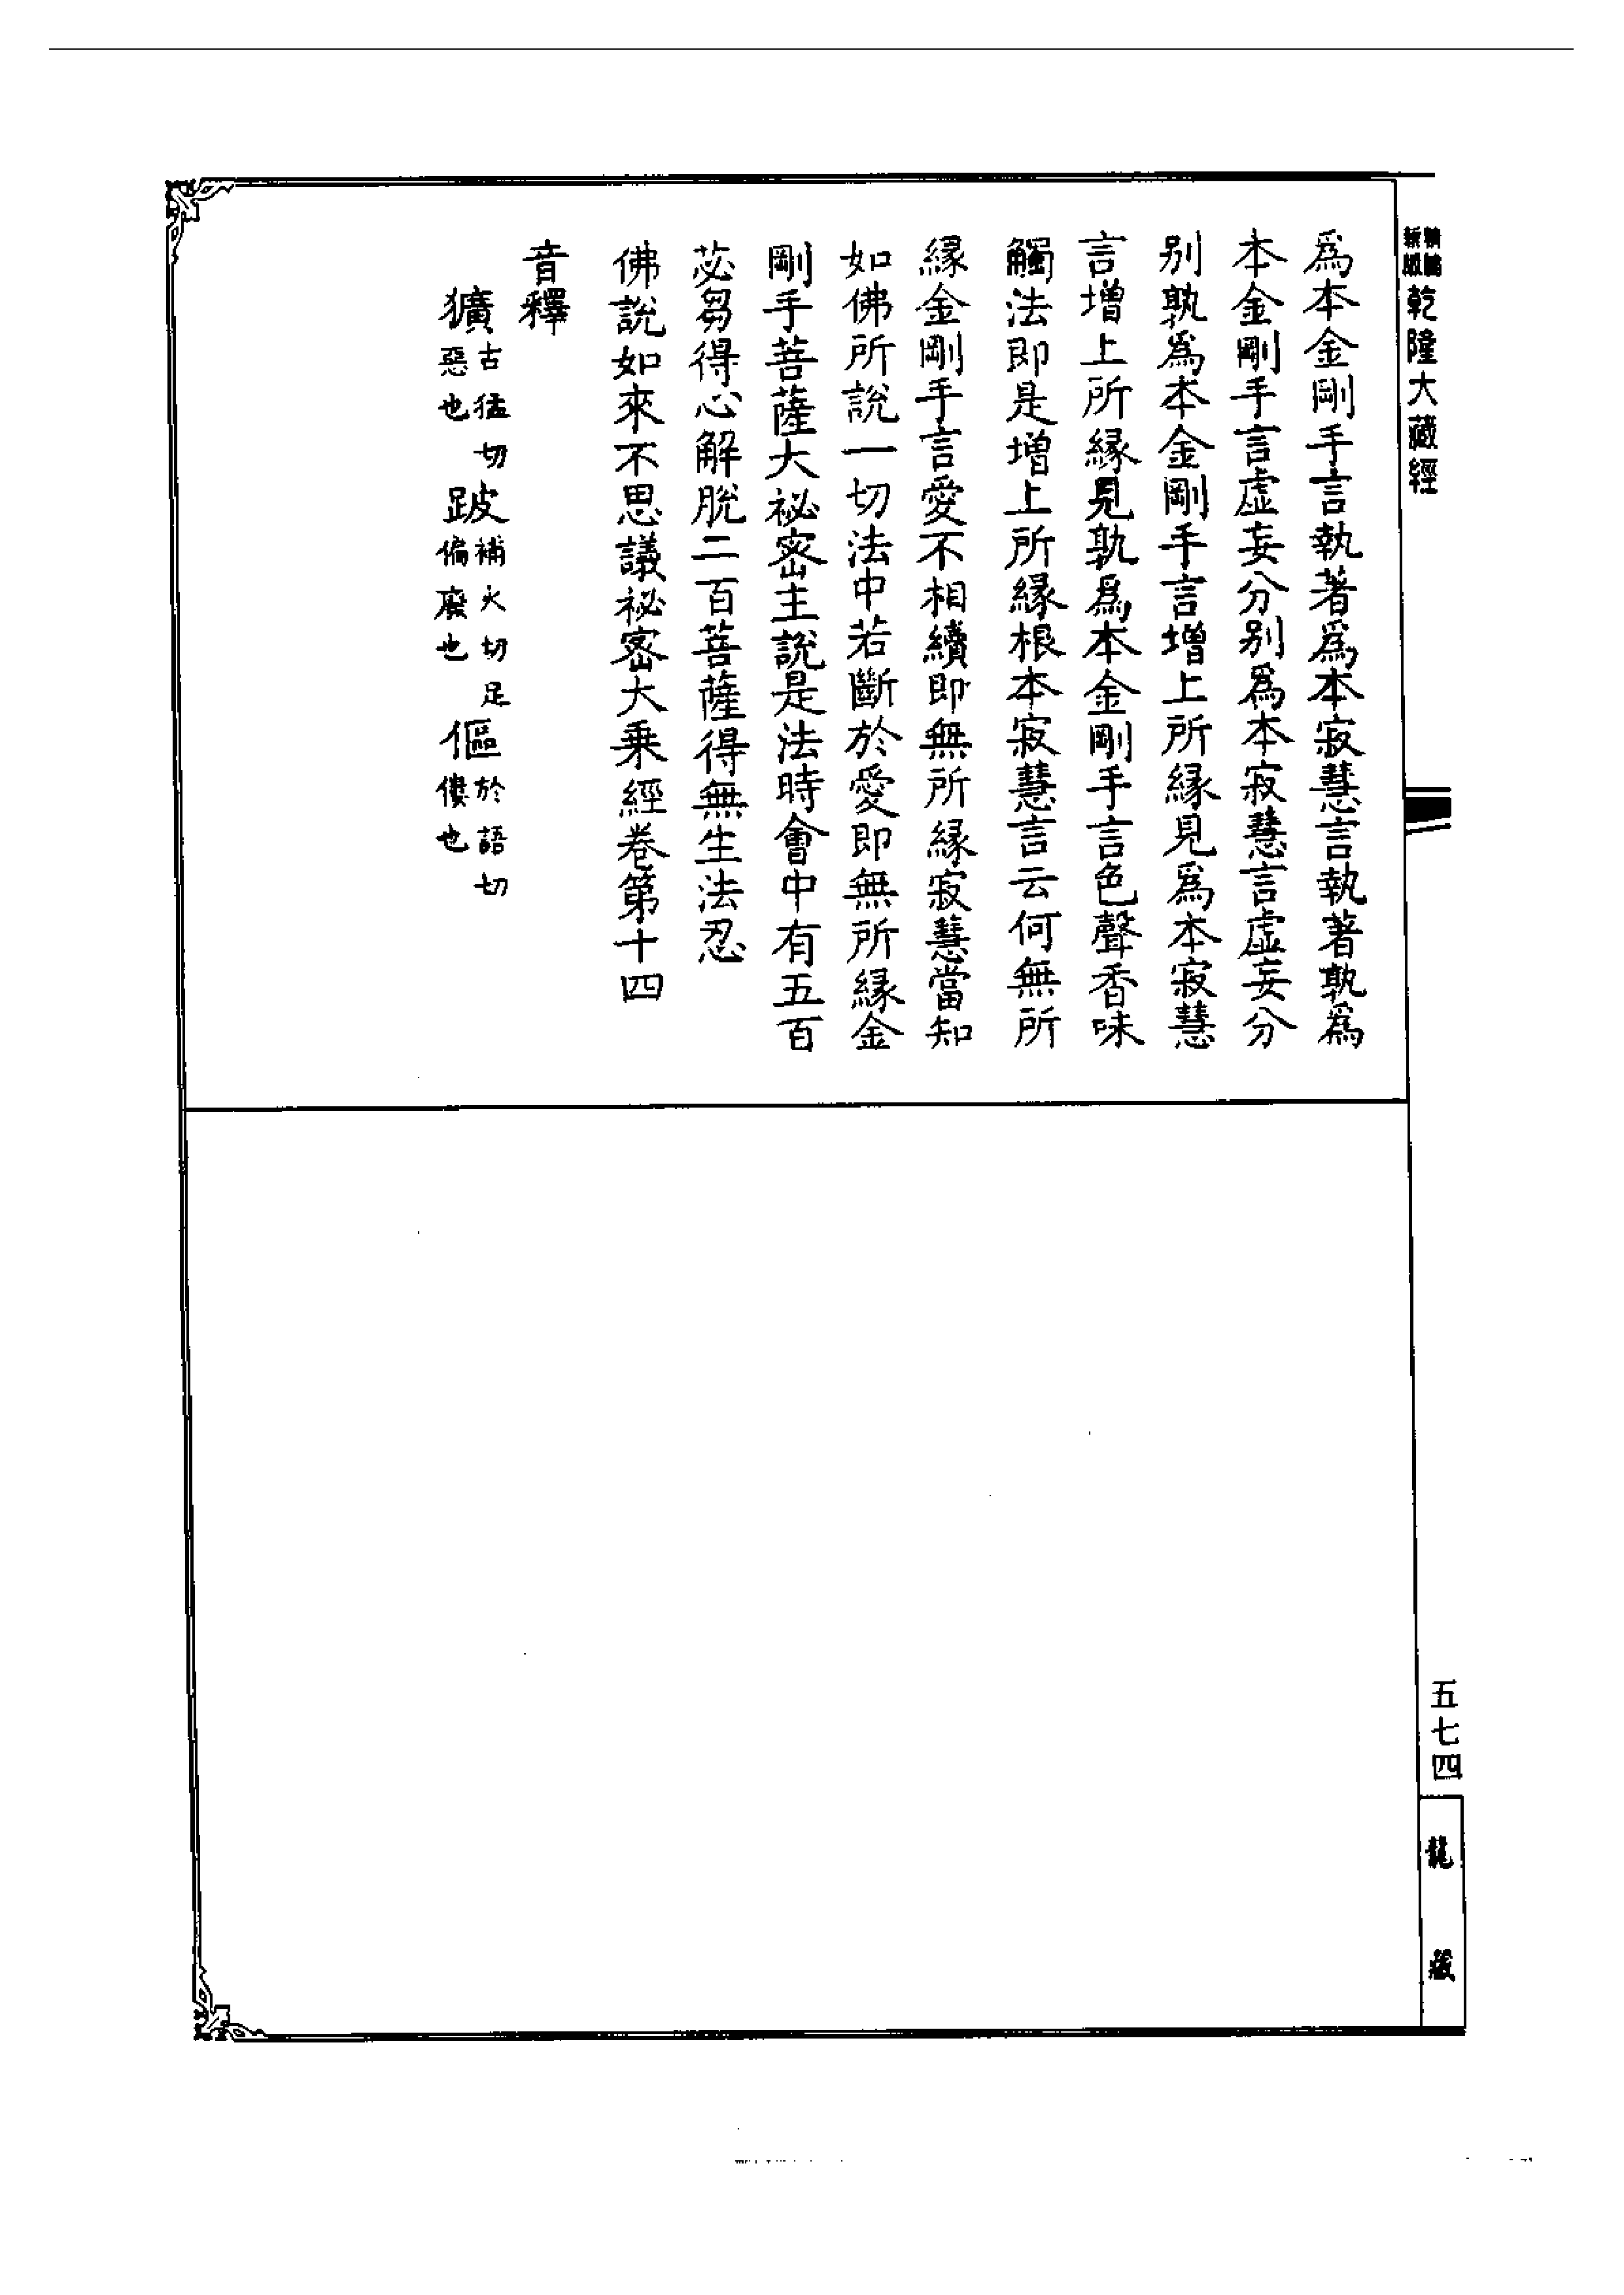 乾隆大藏經
爲本金剛手言執著爲本寂慧言執著孰爲
本金剛手言虛妄分別爲本寂慧言虛妄分
別孰爲本金剛手言增上所緣見爲本寂慧
言增上所緣見孰爲本金剛手言色聲香味
觸法即是增上所緣根本寂慧言云何無所
緣金剛手言愛不相續即無所緣寂慧當知
如佛所說一切法中若斷於愛即無所緣金
剛手菩薩大祕密主說是法時會中有五百
苾芻得心解脫二百菩薩得無生法忍
佛說如來不思議祕密大乘經卷第十四
音釋
獷古猛切惡也 跛補火切足偏廢也 傴於語切僂也
五七四
龍藏